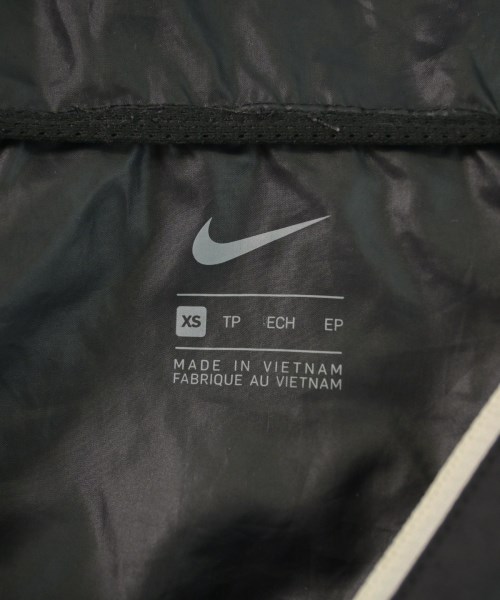 XS TP ECH EP
MADE IN VIETNAM
FABRIQUE AU VIETNAM